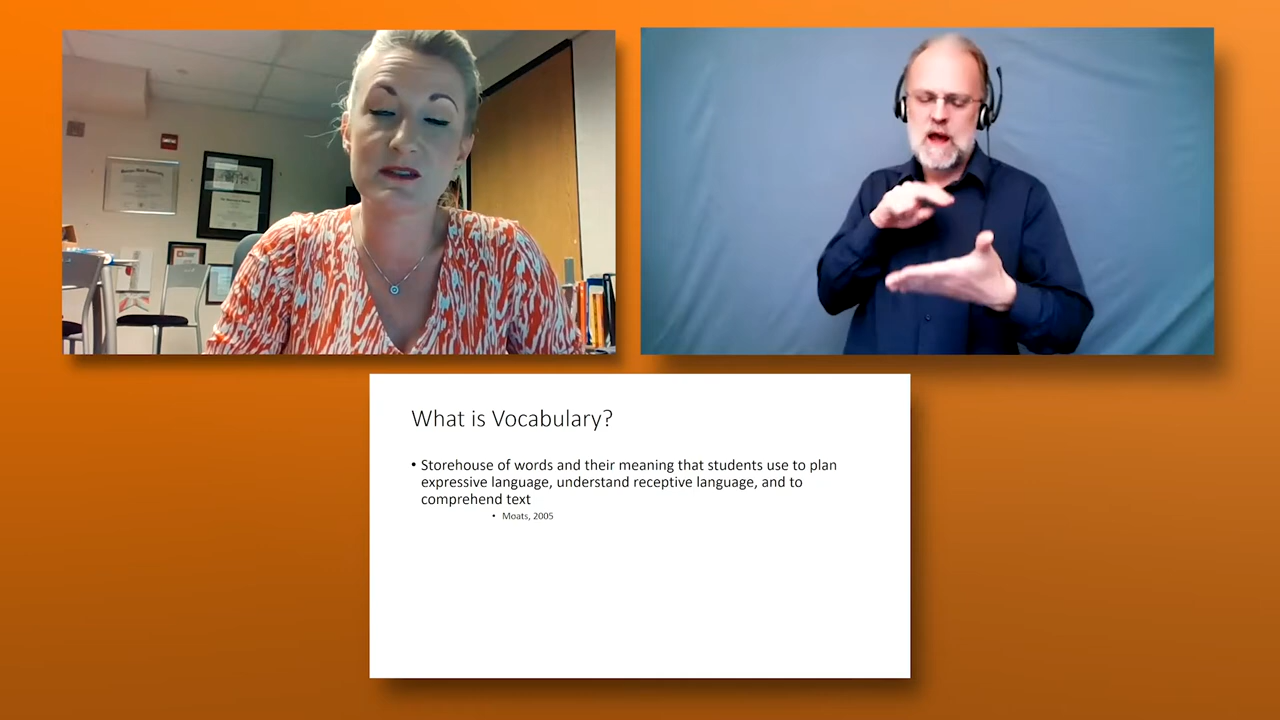 What is Vocabulary?
• Storehouse of words and their meaning that students use to plan
expressive language, understand receptive language, and to
comprehend text
• Moats, 2005